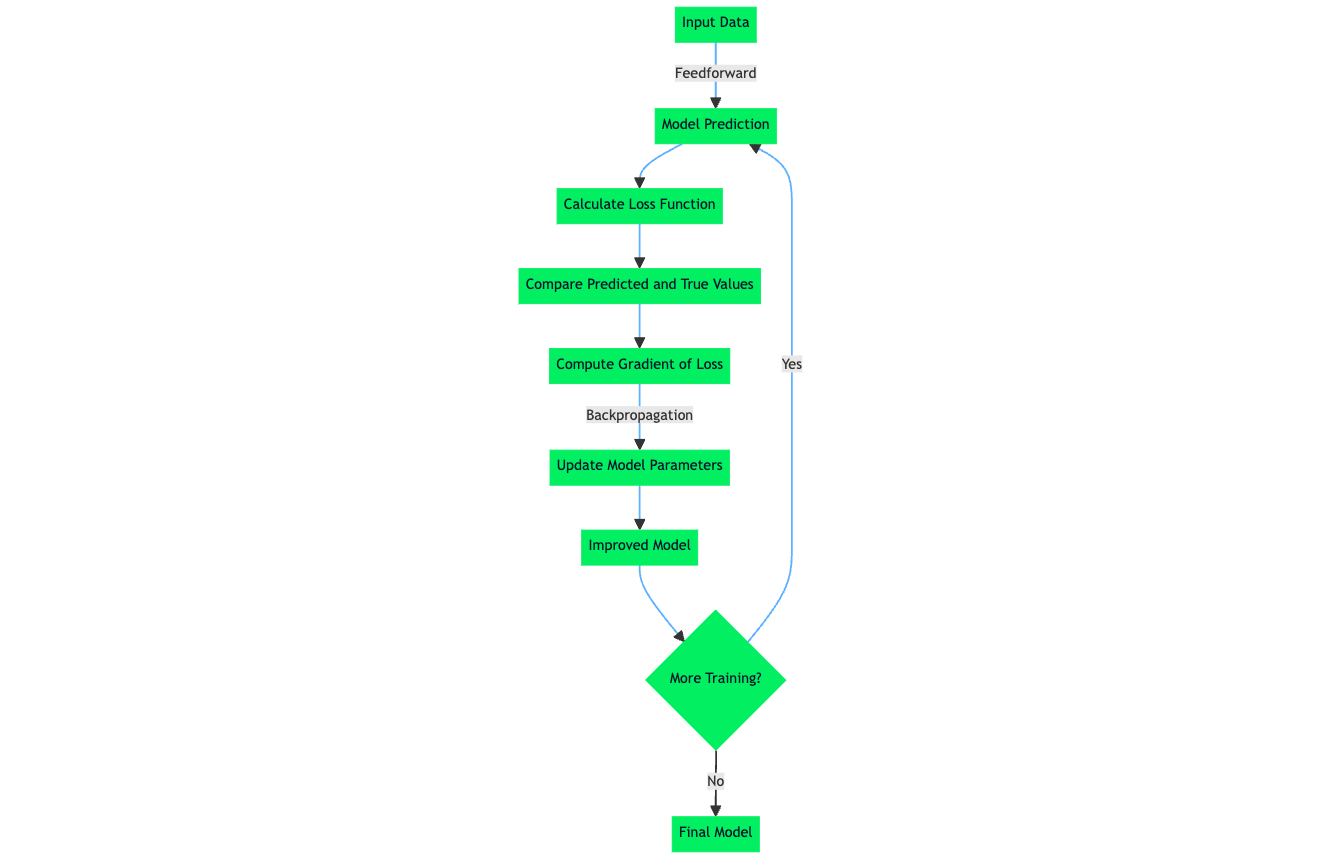 Input Data
Feedforward
Model Prediction
Calculate Loss Function
Compare Predicted and True Values
Compute Gradient of Loss
Yes
Backpropagation
Update Model Parameters
Improved Model
More Training?
No
Final Model